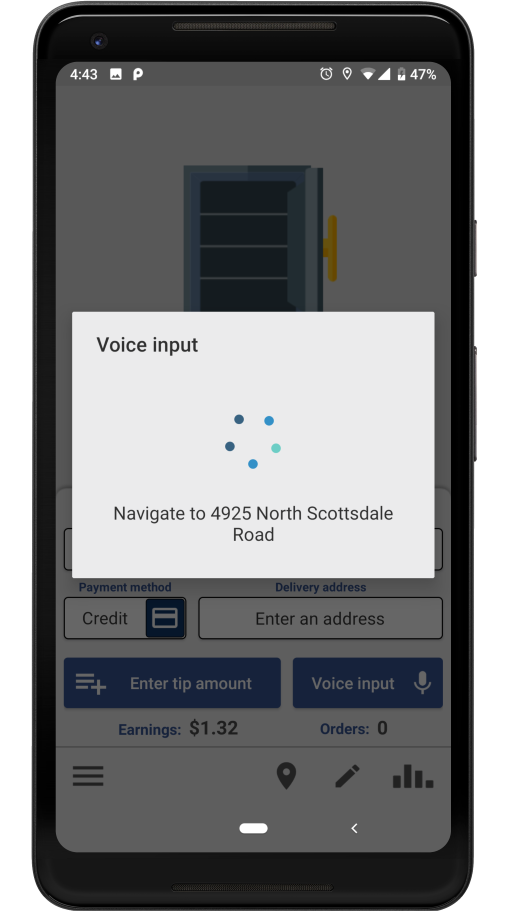 4:43 47%
Voice input
Navigate to 4925 North Scottsdale
Road
Payment method Delivery address
Credit Enter an address
Enter tip amount Voice input
Earnings: $1.32 Orders: 0